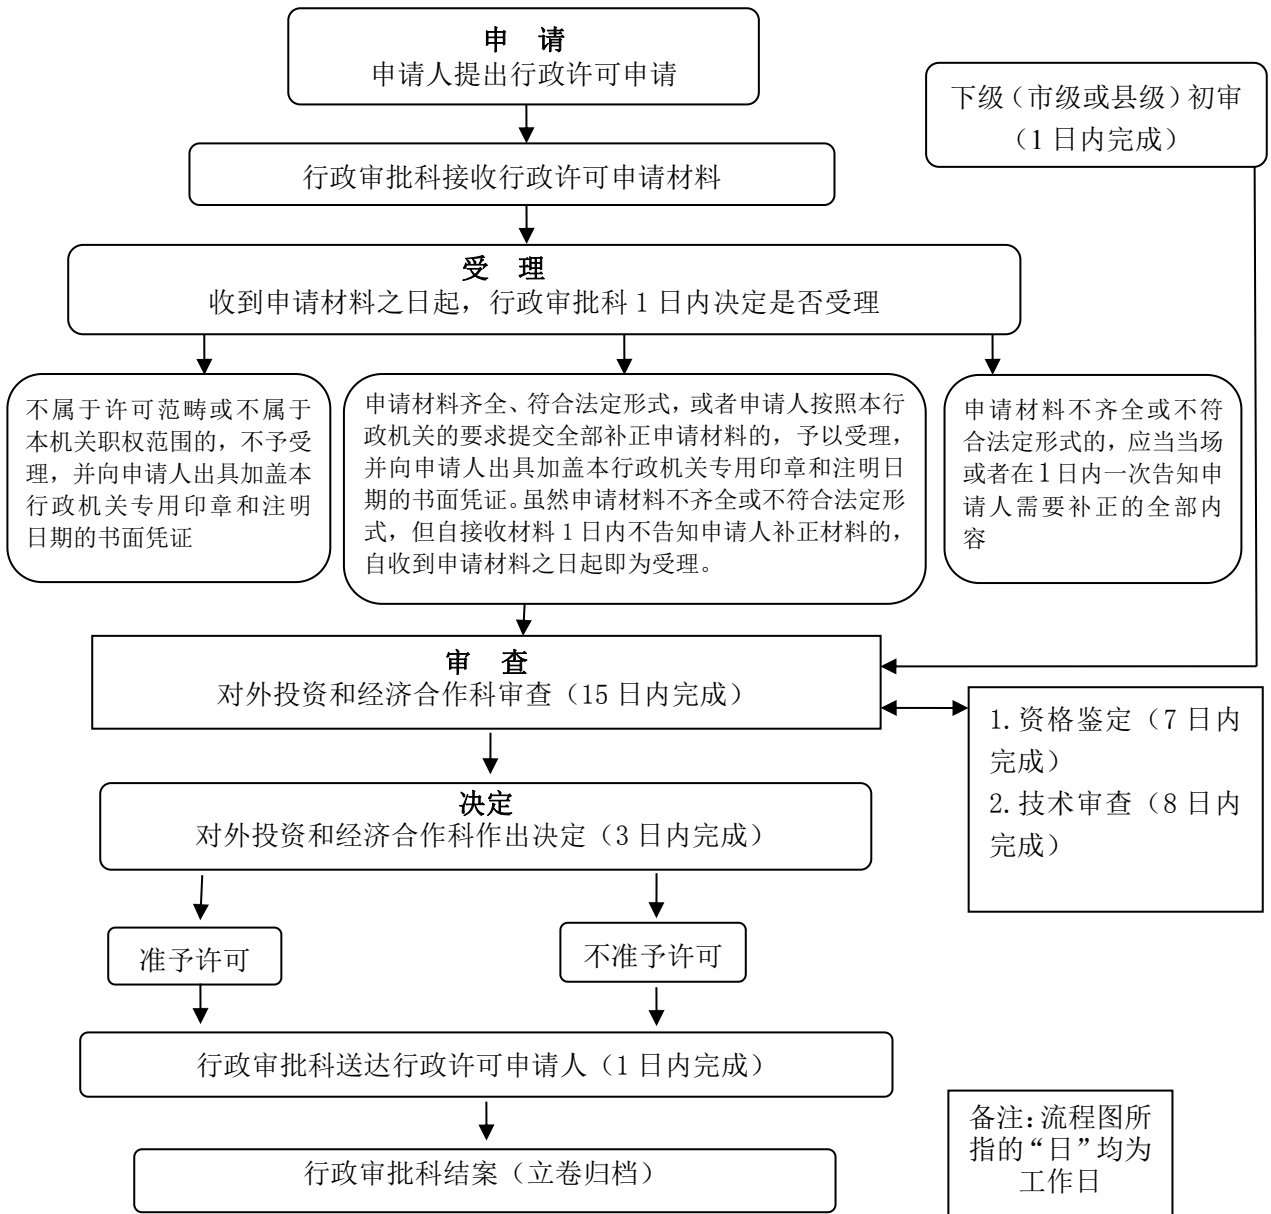 申 请
申请人提出行政许可申请
下级（市级或县级）初审
（1 日内完成）
行政审批科接收行政许可申请材料
受 理
收到申请材料之日起，行政审批科 1 日内决定是否受理
不属于许可范畴或不属于
本机关职权范围的，不予受
理，并向申请人出具加盖本
行政机关专用印章和注明
日期的书面凭证
申请材料齐全、符合法定形式，或者申请人按照本行
政机关的要求提交全部补正申请材料的，予以受理，
并向申请人出具加盖本行政机关专用印章和注明日
期的书面凭证。虽然申请材料不齐全或不符合法定形
式，但自接收材料 1 日内不告知申请人补正材料的，
自收到申请材料之日起即为受理。
申请材料不齐全或不符
合法定形式的，应当当场
或者在 1 日内一次告知申
请人需要补正的全部内
容
审 查
对外投资和经济合作科审查（15 日内完成）
1.资格鉴定（7 日内
完成）
2.技术审查（8 日内
完成）
决定
对外投资和经济合作科作出决定（3 日内完成）
准予许可
不准予许可
行政审批科送达行政许可申请人（1 日内完成）
行政审批科结案（立卷归档）
备注：流程图所
指的“日”均为
工作日